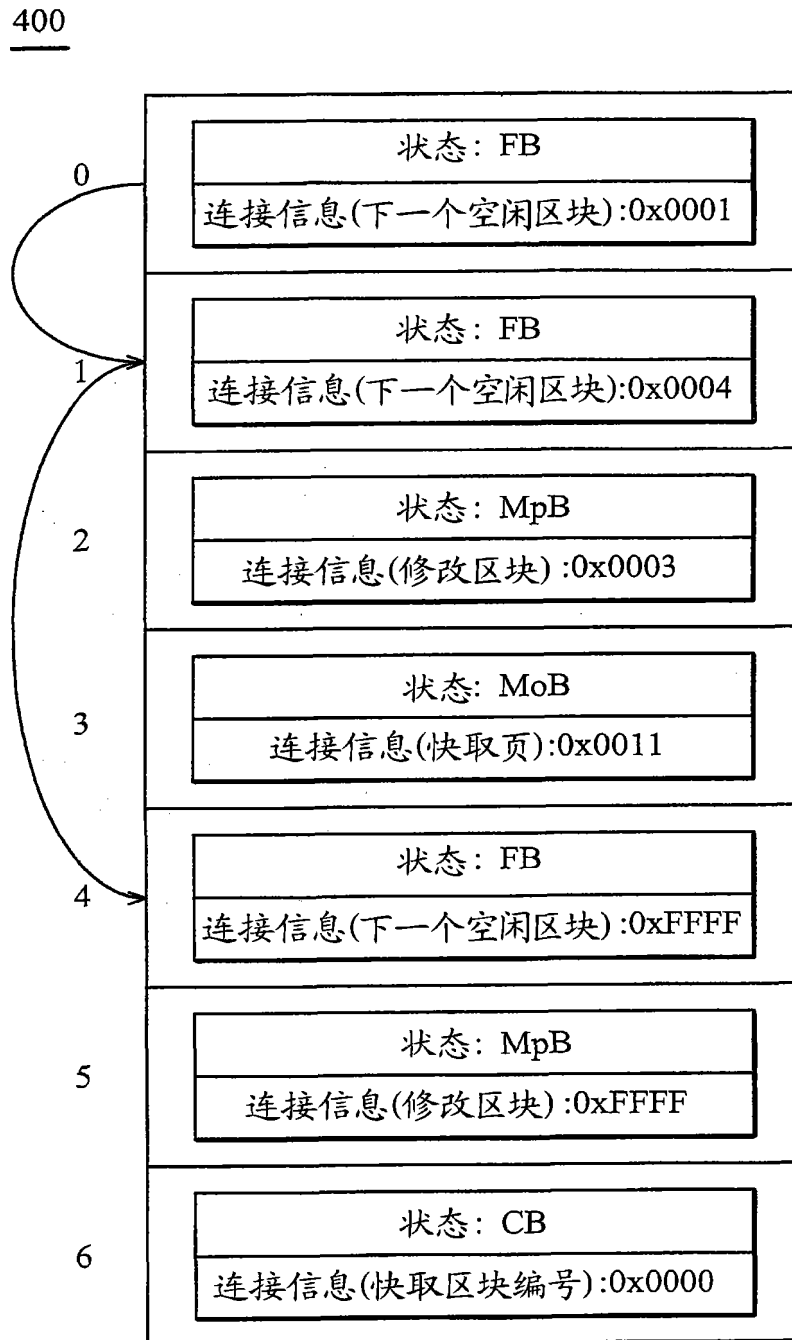 400
0
状态: FB
连接信息(下一个空闲区块):0x0001
1
状态: FB
连接信息(下一个空闲区块):0x0004
2
状态: MpB
连接信息(修改区块):0x0003
3
状态: MoB
连接信息(快取页):0x0011
4
状态: FB
连接信息(下一个空闲区块):0xFFFF
5
状态: MpB
连接信息(修改区块):0xFFFF
6
状态: CB
连接信息(快取区块编号):0x0000